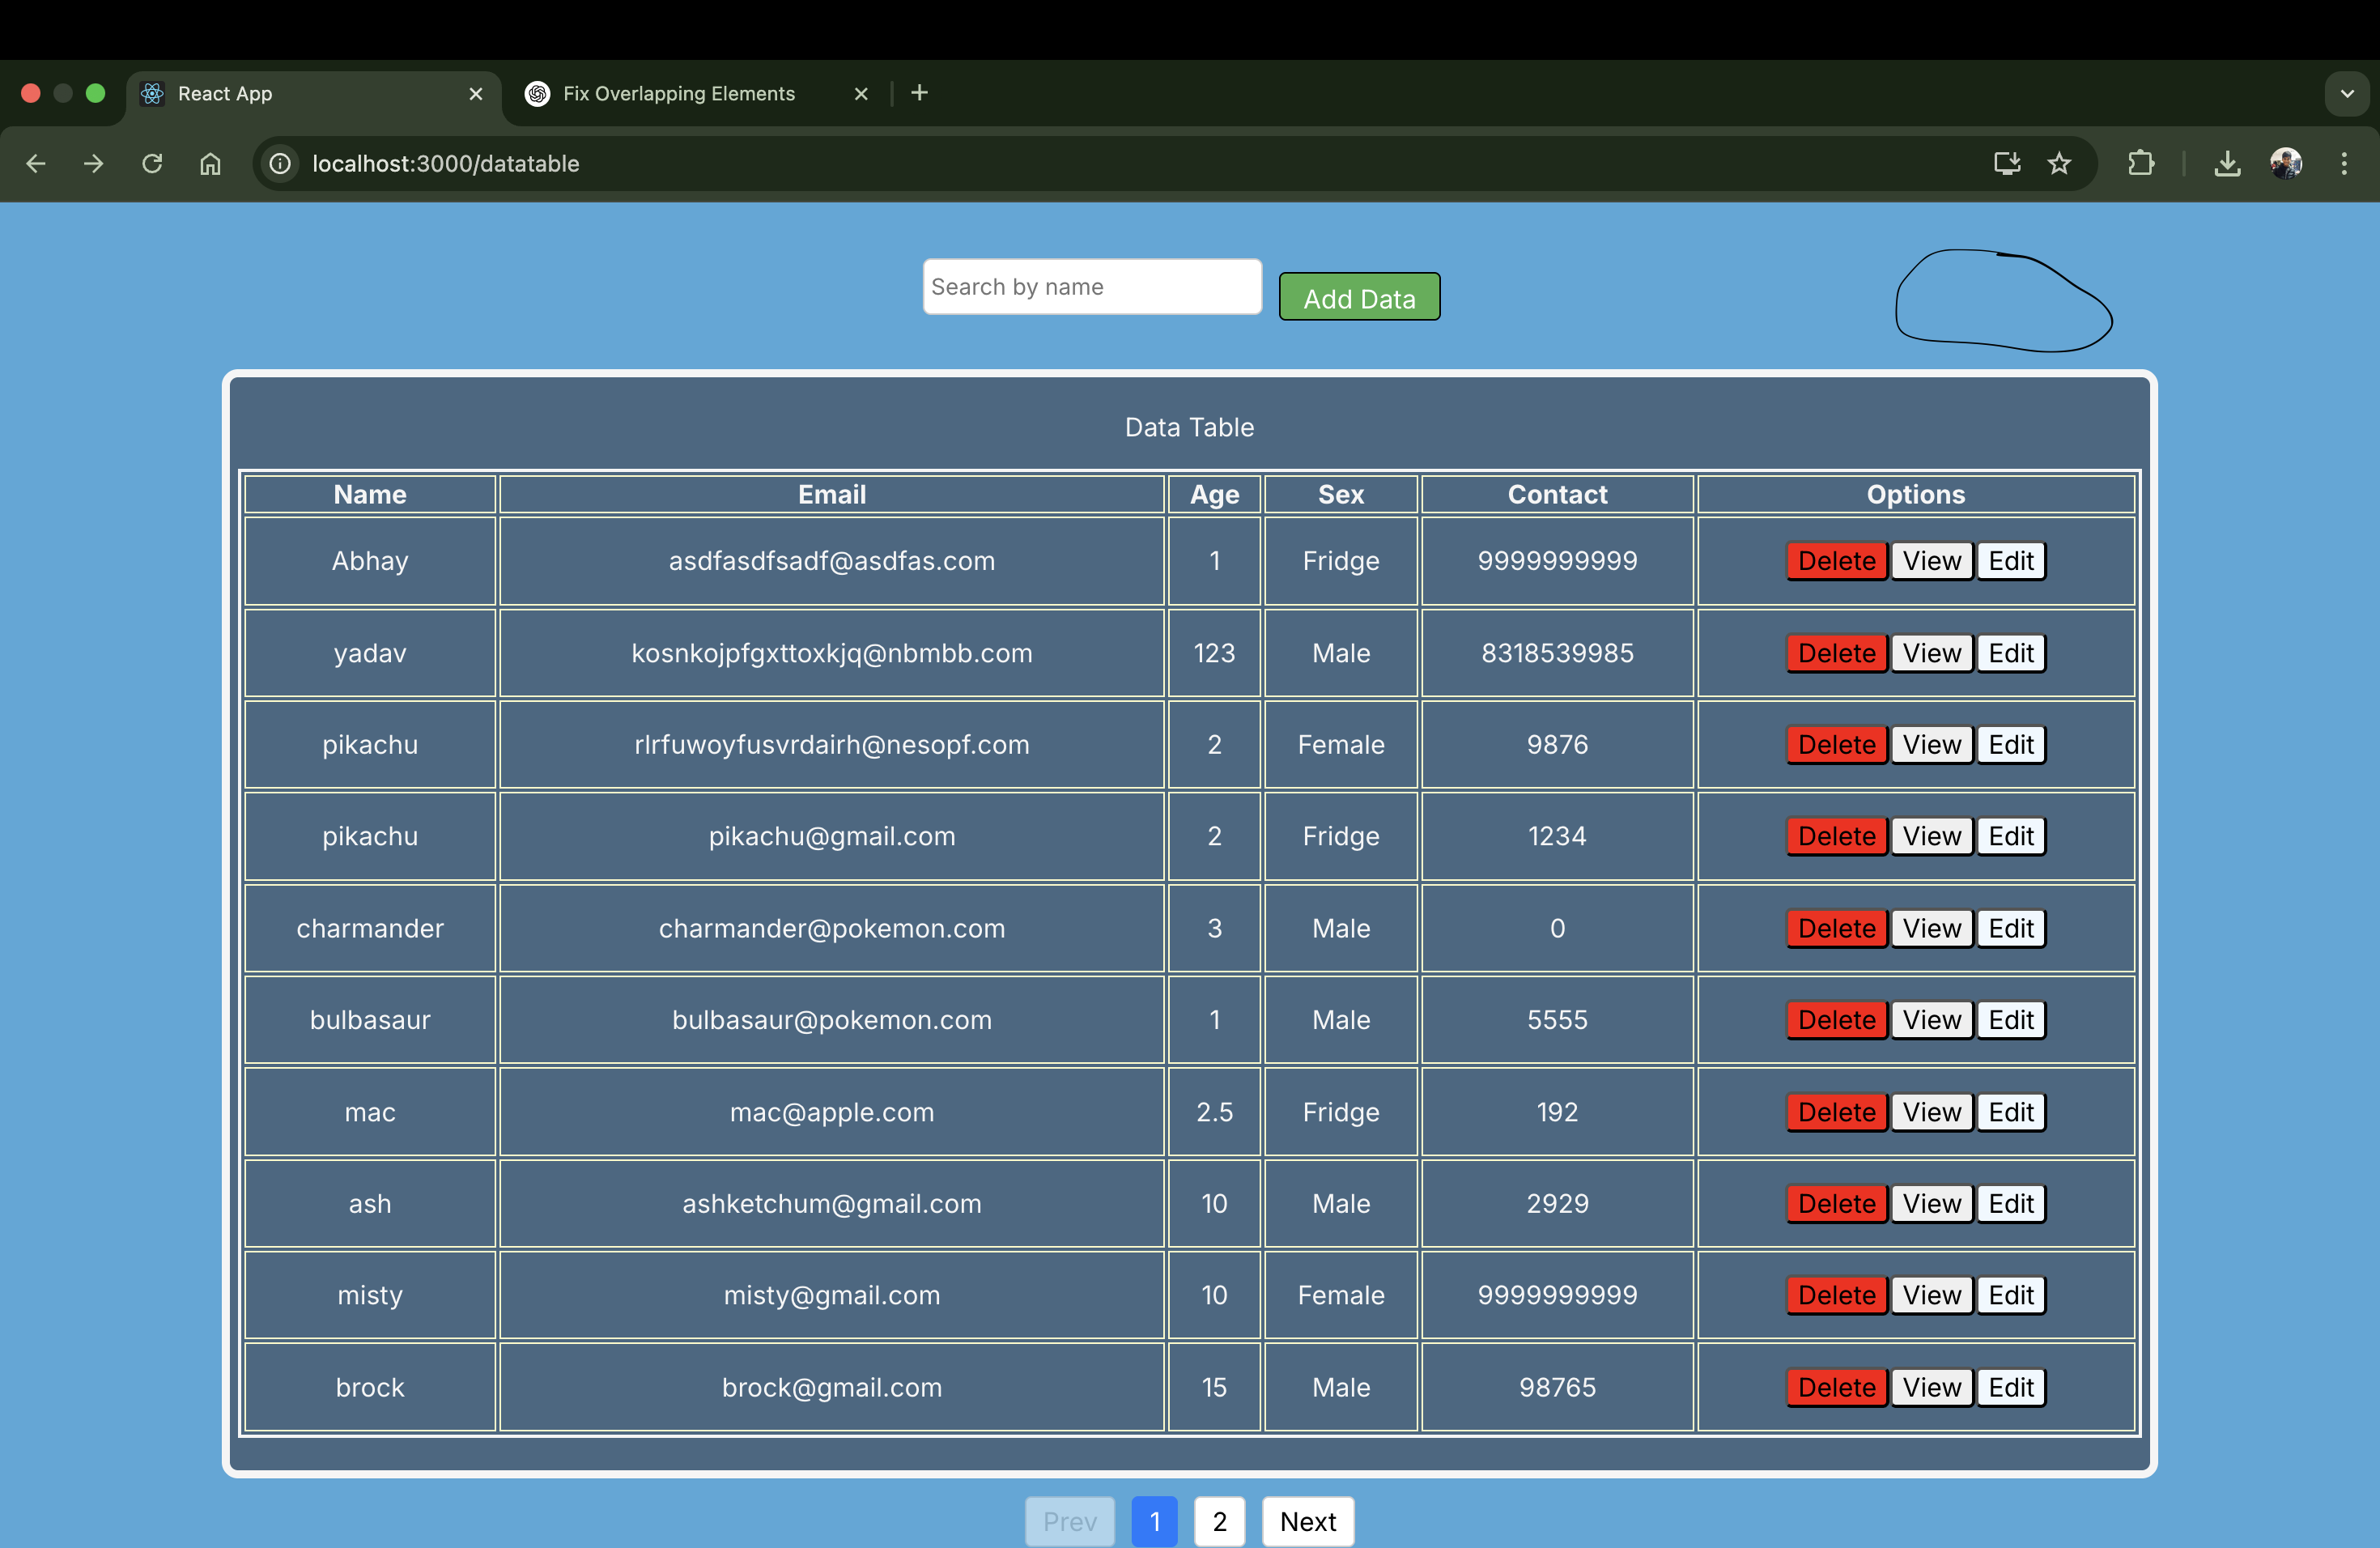 React App Fix Overlapping Elements
localhost:3000/datatable
Search by name Add Data
Data Table
Name Email Age Sex Contact Options
Abhay asdfasdfsadf@asdfas.com 1 Fridge 9999999999 Delete View Edit
yadav kosnkojpfgxttoxkjq@nbmbb.com 123 Male 8318539985 Delete View Edit
pikachu rlrfuwoyfusvrdairh@nesopf.com 2 Female 9876 Delete View Edit
pikachu pikachu@gmail.com 2 Fridge 1234 Delete View Edit
charmander charmander@pokemon.com 3 Male 0 Delete View Edit
bulbasaur bulbasaur@pokemon.com 1 Male 5555 Delete View Edit
mac mac@apple.com 2.5 Fridge 192 Delete View Edit
ash ashketchum@gmail.com 10 Male 2929 Delete View Edit
misty misty@gmail.com 10 Female 9999999999 Delete View Edit
brock brock@gmail.com 15 Male 98765 Delete View Edit
Prev 1 2 Next